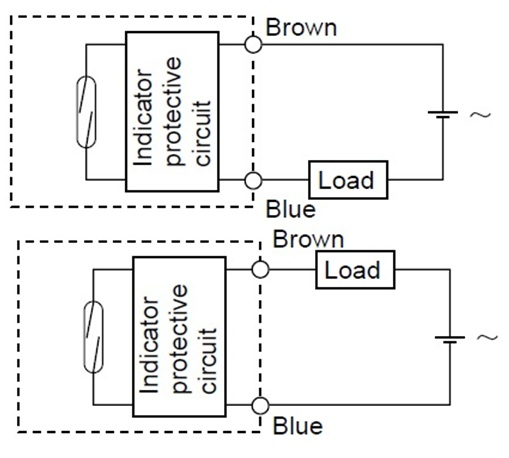 Brown
Indicator
protective
circuit
~
Load
Blue
Brown
Load
Indicator
protective
circuit
~
Blue